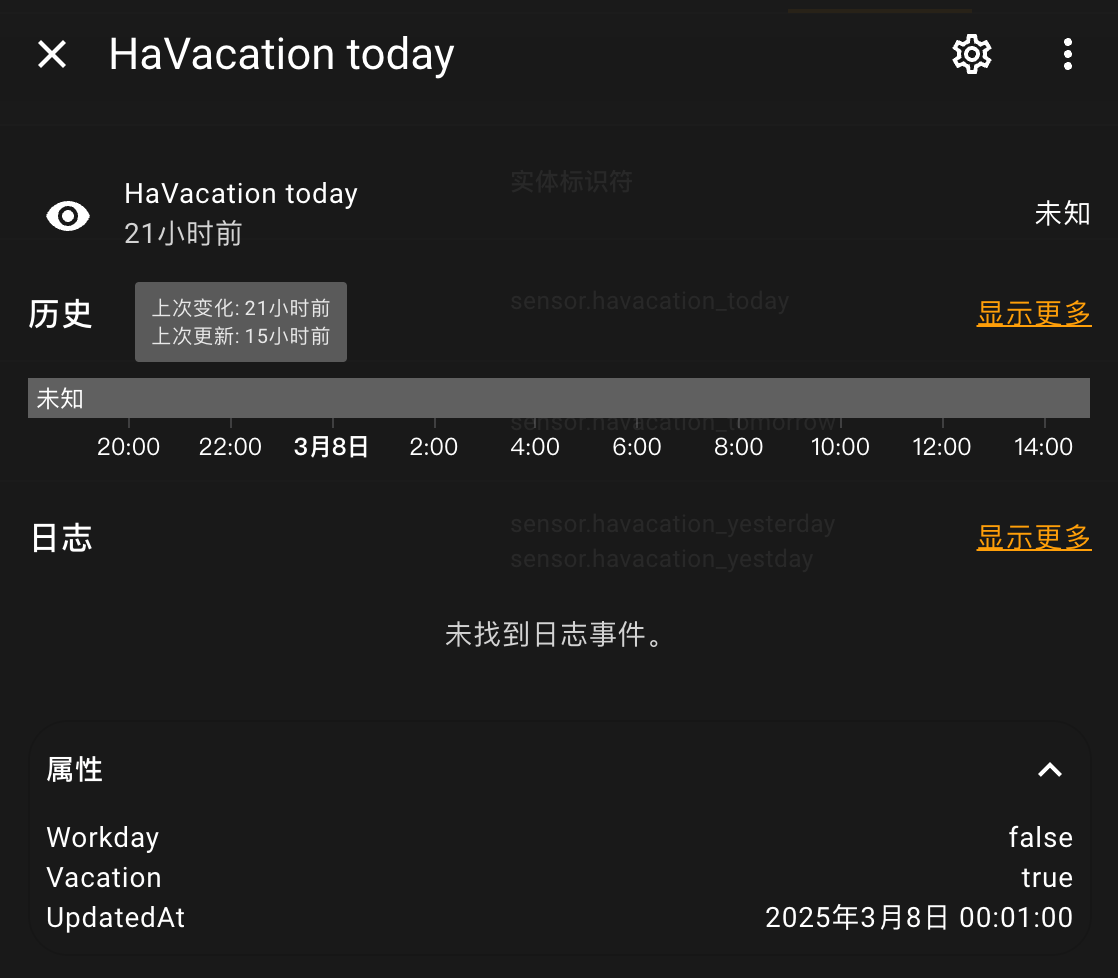 HaVacation today
实体标识符
HaVacation today
21小时前
未知
历史
上次变化: 21小时前
上次更新: 15小时前
sensor.havacation_today
显示更多
未知
sensor.havacation_tomorrow
20:00 22:00 3月8日 2:00 4:00 6:00 8:00 10:00 12:00 14:00
日志
sensor.havacation_yesterday
显示更多
sensor.havacation_yestday
未找到日志事件。
属性
Workday false
Vacation true
UpdatedAt 2025年3月8日 00:01:00